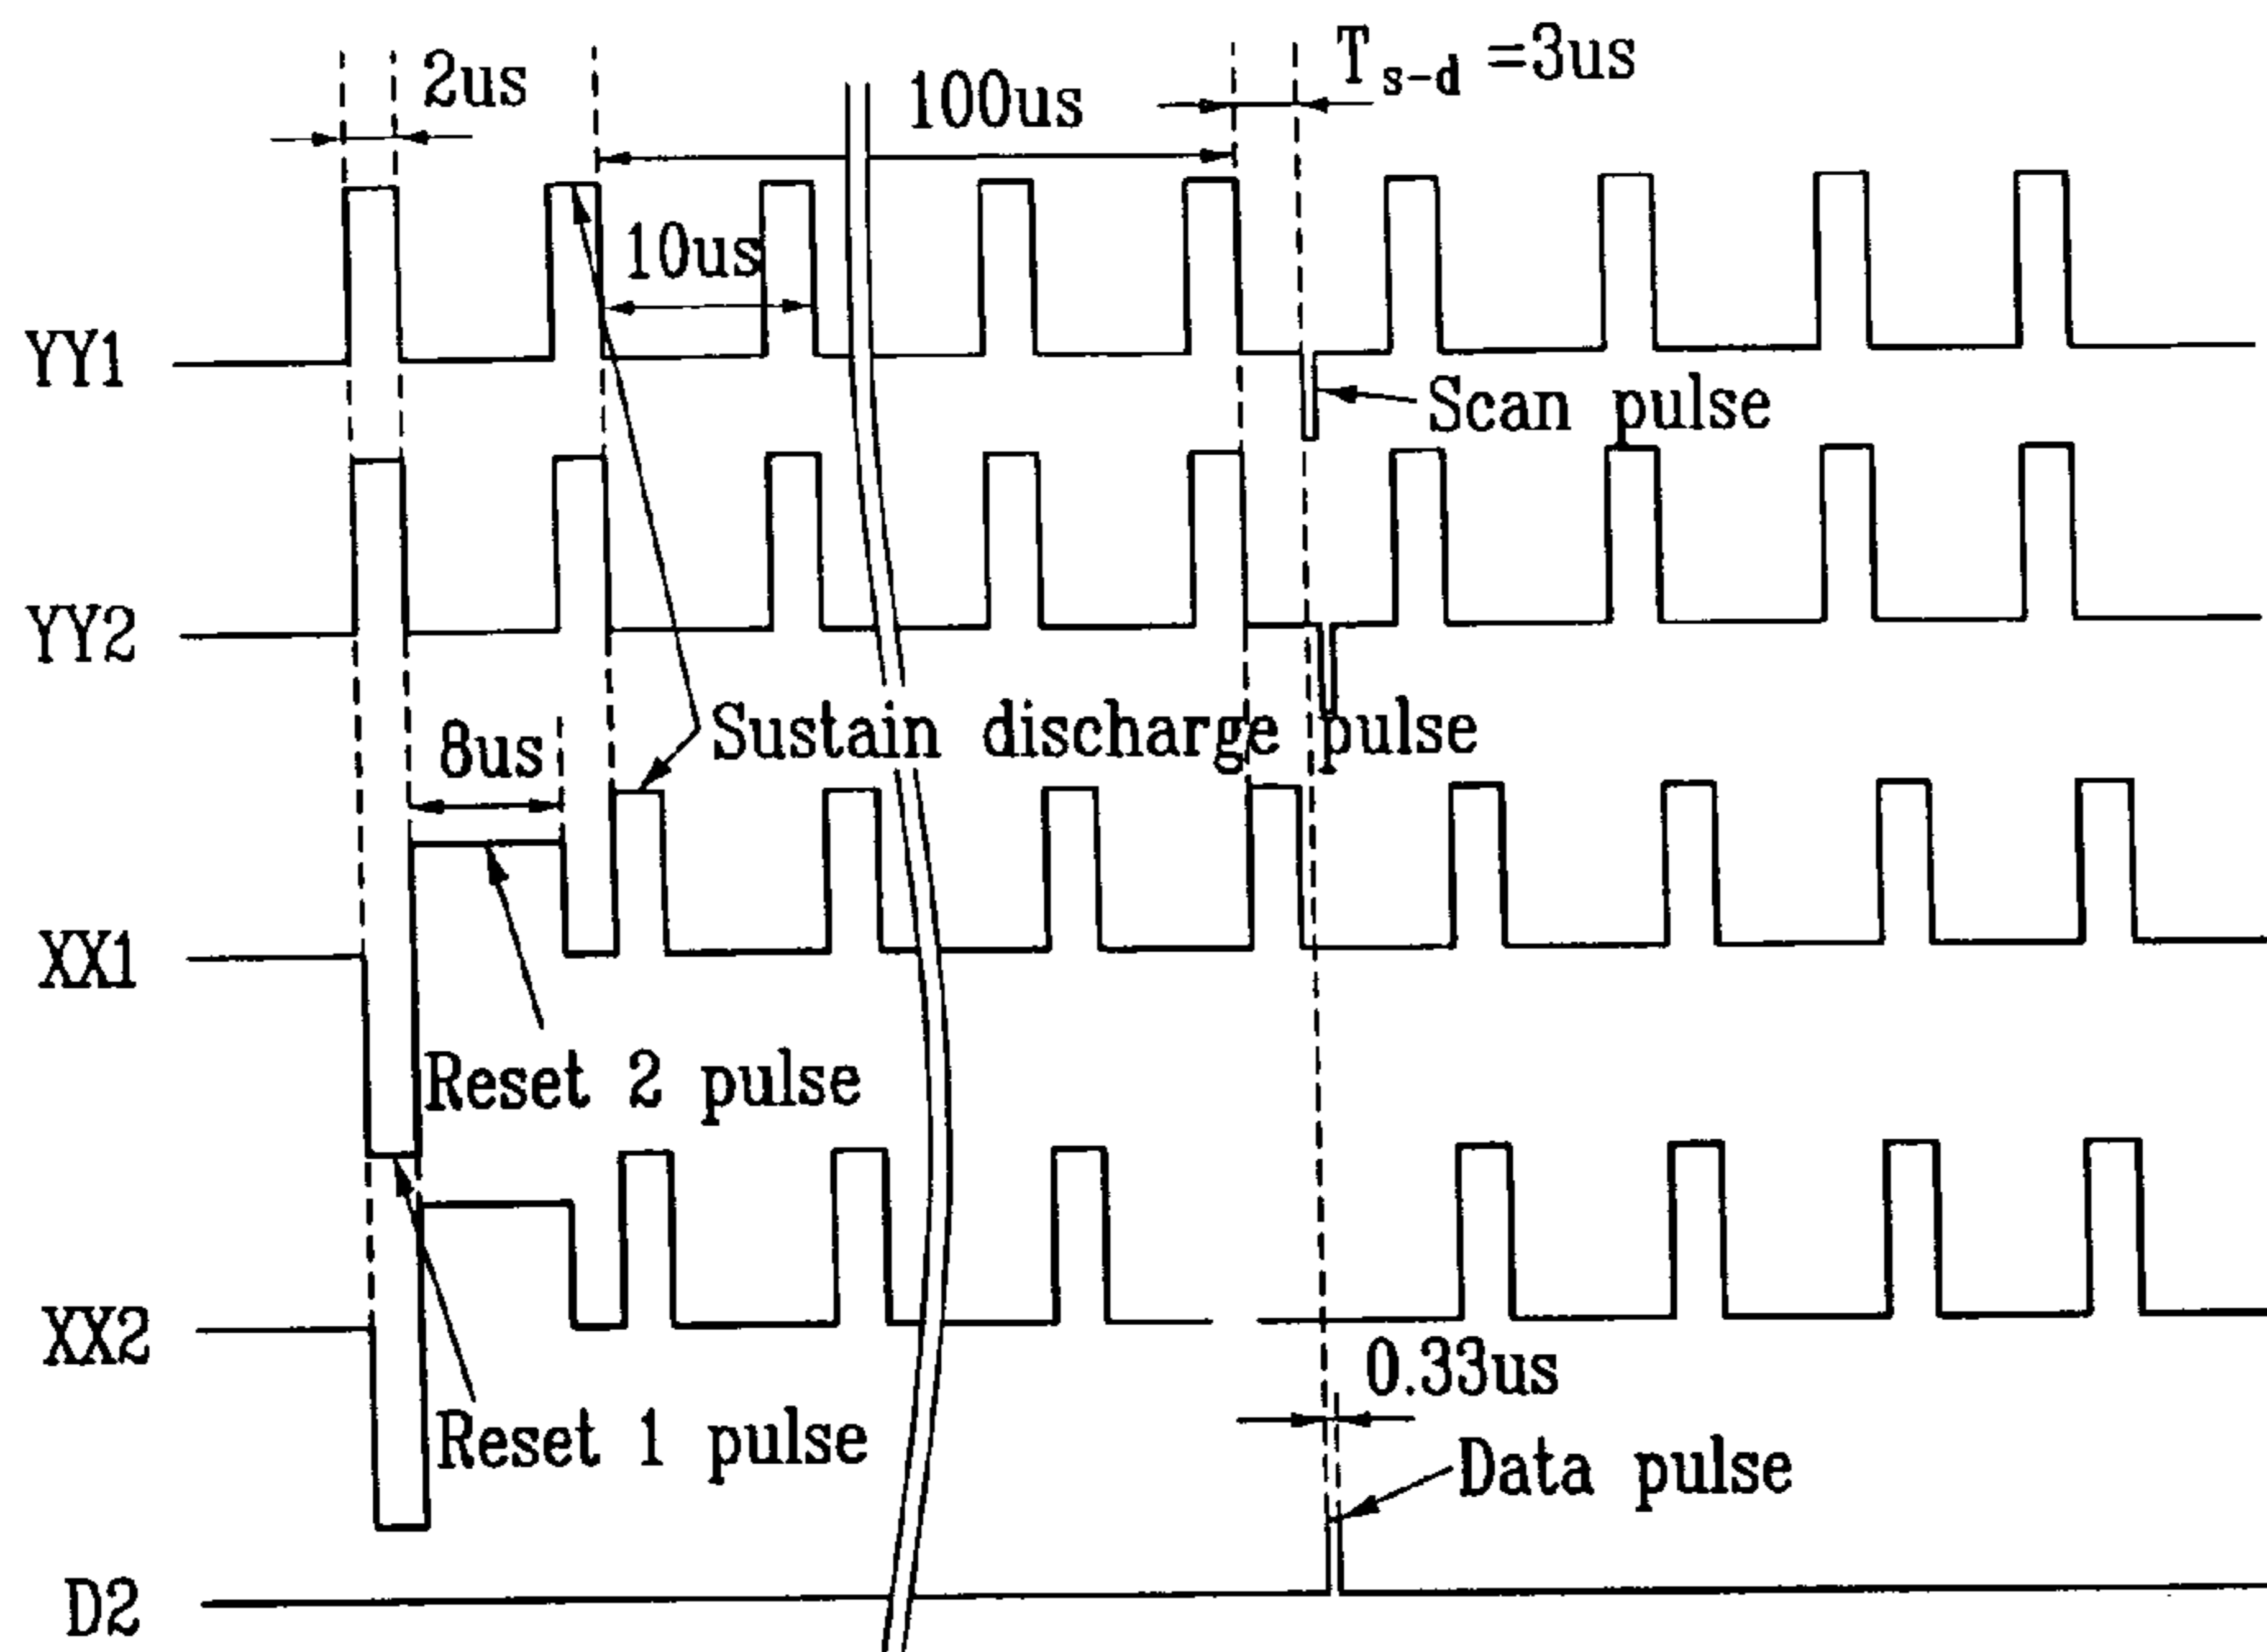 2us
100us
T s-d =3us
10us
YY1
Scan pulse
YY2
Sustain discharge pulse
8us
XX1
Reset 2 pulse
XX2
0.33us
Reset 1 pulse
Data pulse
D2